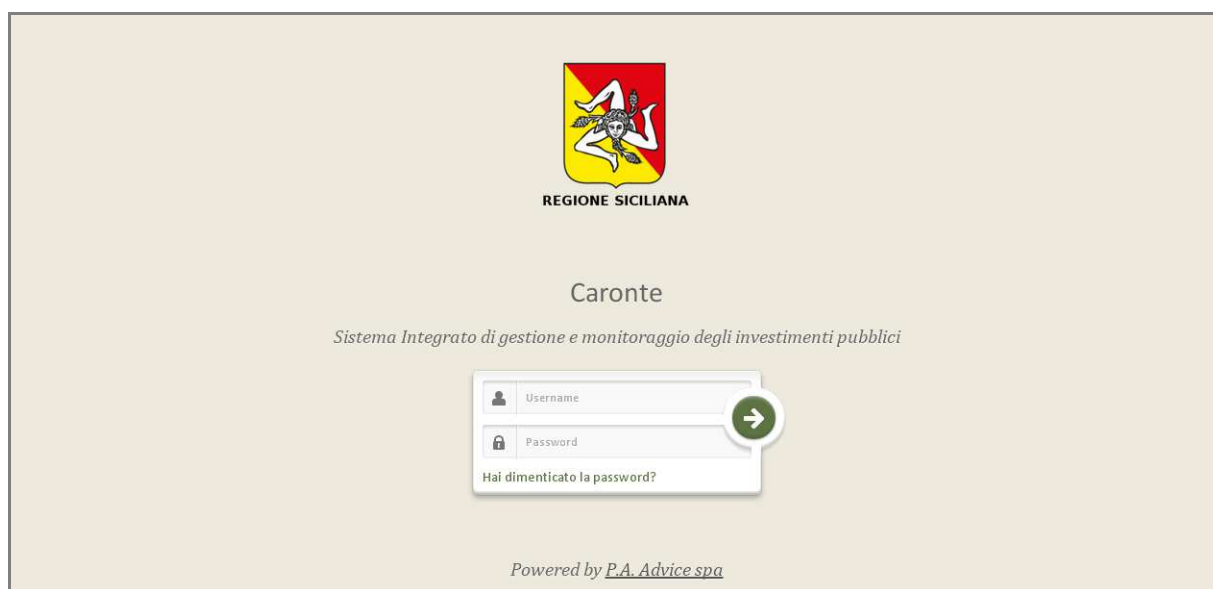 REGIONE SICILIANA
Caronte
Sistema Integrato di gestione e monitoraggio degli investimenti pubblici
Username
Password
Hai dimenticato la password?
Powered by P.A. Advice spa